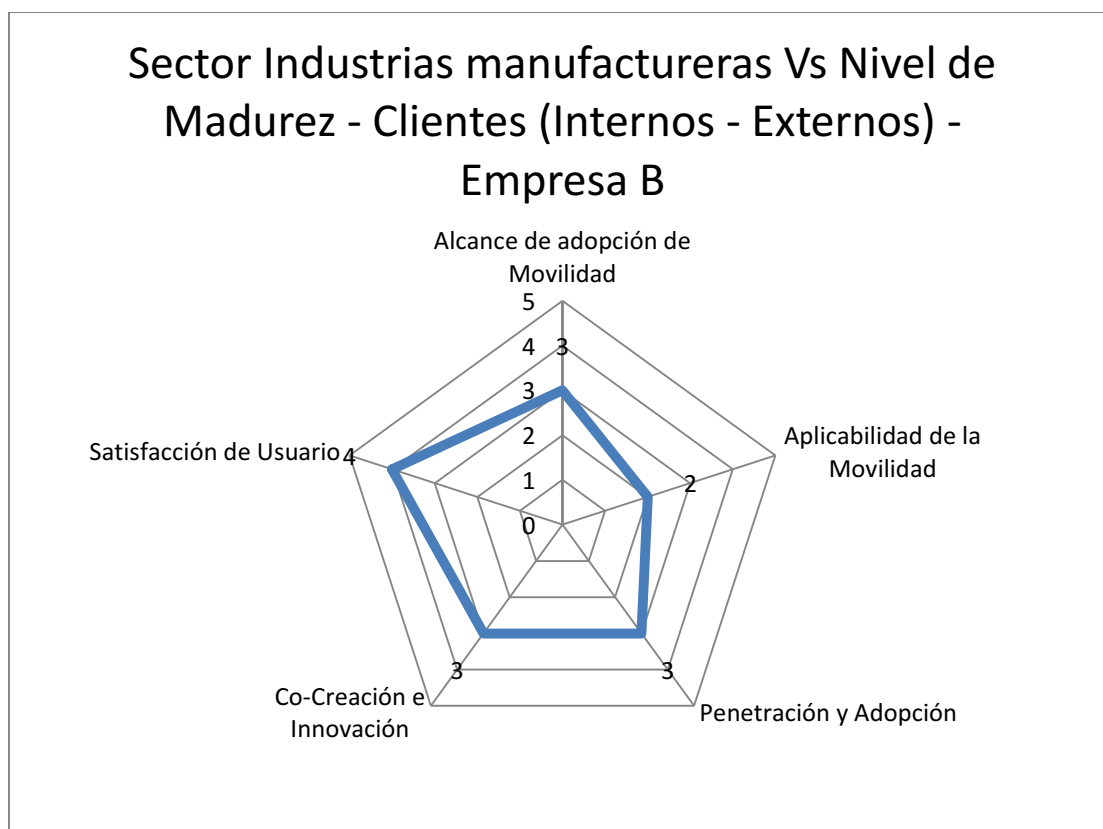 Sector Industrias manufactureras Vs Nivel de
Madurez - Clientes (Internos - Externos) -
Empresa B
Alcance de adopción de
Movilidad
5
4
3
3
2
1
0
Aplicabilidad de la
Movilidad
2
Satisfacción de Usuario
4
3
3
Co-Creación e
Innovación
Penetración y Adopción